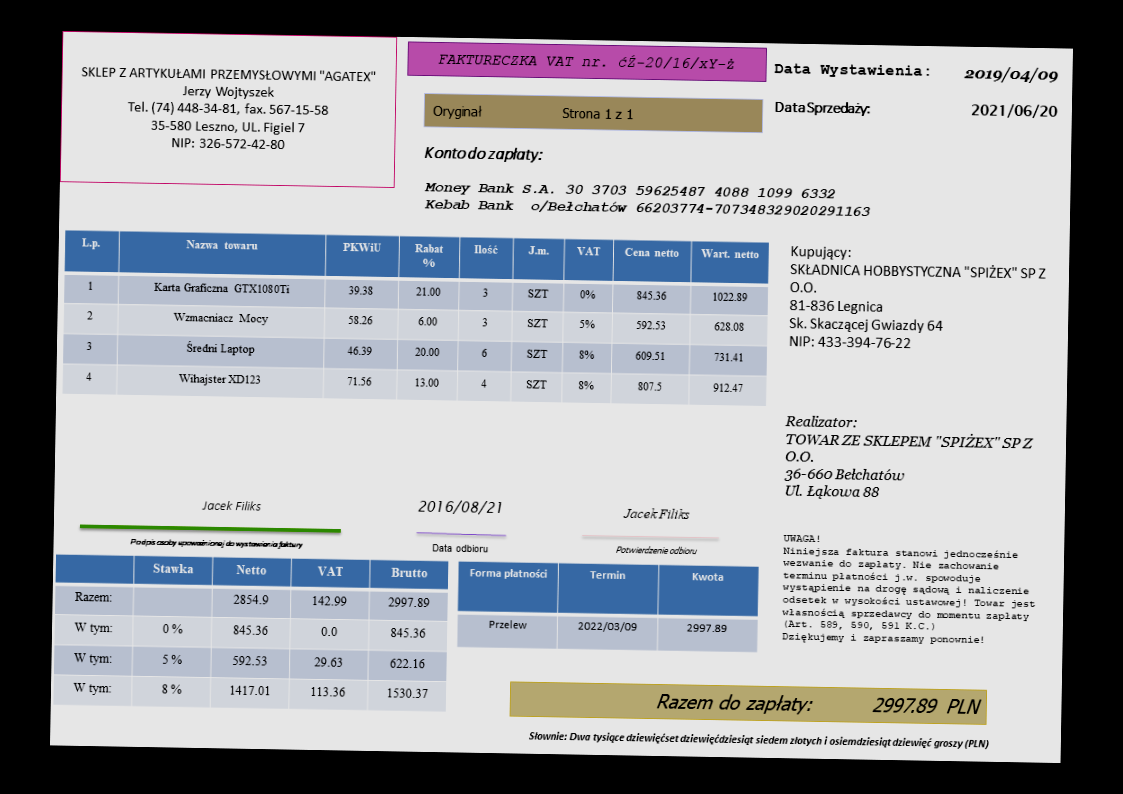 SKLEP Z ARTYKUŁAMI PRZEMYSŁOWYMI "AGATEX"
Jerzy Wojtyszek
Tel. (74) 448-34-81, fax. 567-15-58
35-580 Leszno, UL. Figiel 7
NIP: 326-572-42-80
FAKTURECZKA VAT nr. ćŹ-20/16/xY-ż
Oryginał Strona 1 z 1
Data Wystawienia: 2019/04/09
Data Sprzedaży: 2021/06/20
Konto do zapłaty:
Money Bank S.A. 30 3703 59625487 4088 1099 6332
Kebab Bank o/Bełchatów 66203774-707348329020291163
L.p. Nazwa towaru PKWiU Rabat % Ilość J.m. VAT Cena netto Wart. netto
1 Karta Graficzna GTX1080Ti 39.38 21.00 3 SZT 0% 845.36 1022.89
2 Wzmacniacz Mocy 58.26 6.00 3 SZT 5% 592.53 628.08
3 Średni Laptop 46.39 20.00 6 SZT 8% 609.51 731.41
4 Wihajster XD123 71.56 13.00 4 SZT 8% 807.5 912.47
Kupujący:
SKŁADNICA HOBBYSTYCZNA "SPIŻEX" SP Z
O.O.
81-836 Legnica
Sk. Skaczącej Gwiazdy 64
NIP: 433-394-76-22
Realizator:
TOWAR ZE SKLEPEM "SPIŻEX" SP Z
O.O.
36-660 Bełchatów
Ul. Łąkowa 88
Jacek Filiks
Podpis osoby upoważnionej do wystawienia faktury
2016/08/21
Data odbioru
Jacek Filiks
Potwierdzenie odbioru
Stawka Netto VAT Brutto
Razem: 2854.9 142.99 2997.89
W tym: 0 % 845.36 0.0 845.36
W tym: 5 % 592.53 29.63 622.16
W tym: 8 % 1417.01 113.36 1530.37
Forma płatności Termin Kwota
Przelew 2022/03/09 2997.89
UWAGA!
Niniejsza faktura stanowi jednocześnie
wezwanie do zapłaty. Nie zachowanie
terminu płatności j.w. spowoduje
wystąpienie na drogę sądową i naliczenie
odsetek w wysokości ustawowej! Towar jest
własnością sprzedawcy do momentu zapłaty
(Art. 589, 590, 591 K.C.)
Dziękujemy i zapraszamy ponownie!
Razem do zapłaty: 2997.89 PLN
Słownie: Dwa tysiące dziewięćset dziewięćdziesiąt siedem złotych i osiemdziesiąt dziewięć groszy (PLN)